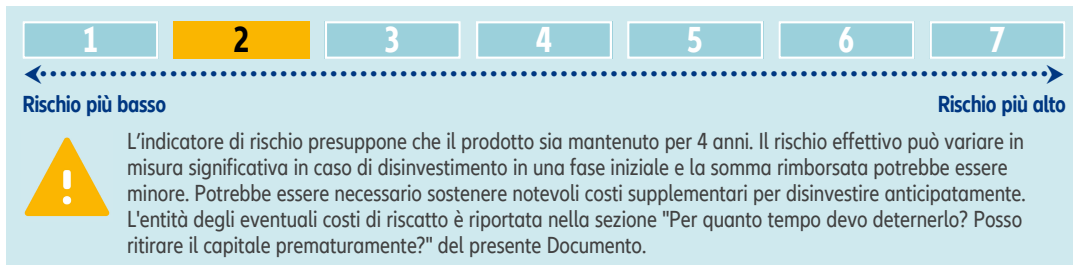 1 2 3 4 5 6 7
Rischio più basso Rischio più alto
L'indicatore di rischio presuppone che il prodotto sia mantenuto per 4 anni. Il rischio effettivo può variare in
misura significativa in caso di disinvestimento in una fase iniziale e la somma rimborsata potrebbe essere
minore. Potrebbe essere necessario sostenere notevoli costi supplementari per disinvestire anticipatamente.
L'entità degli eventuali costi di riscatto è riportata nella sezione "Per quanto tempo devo deternerlo? Posso
ritirare il capitale prematuramente?" del presente Documento.